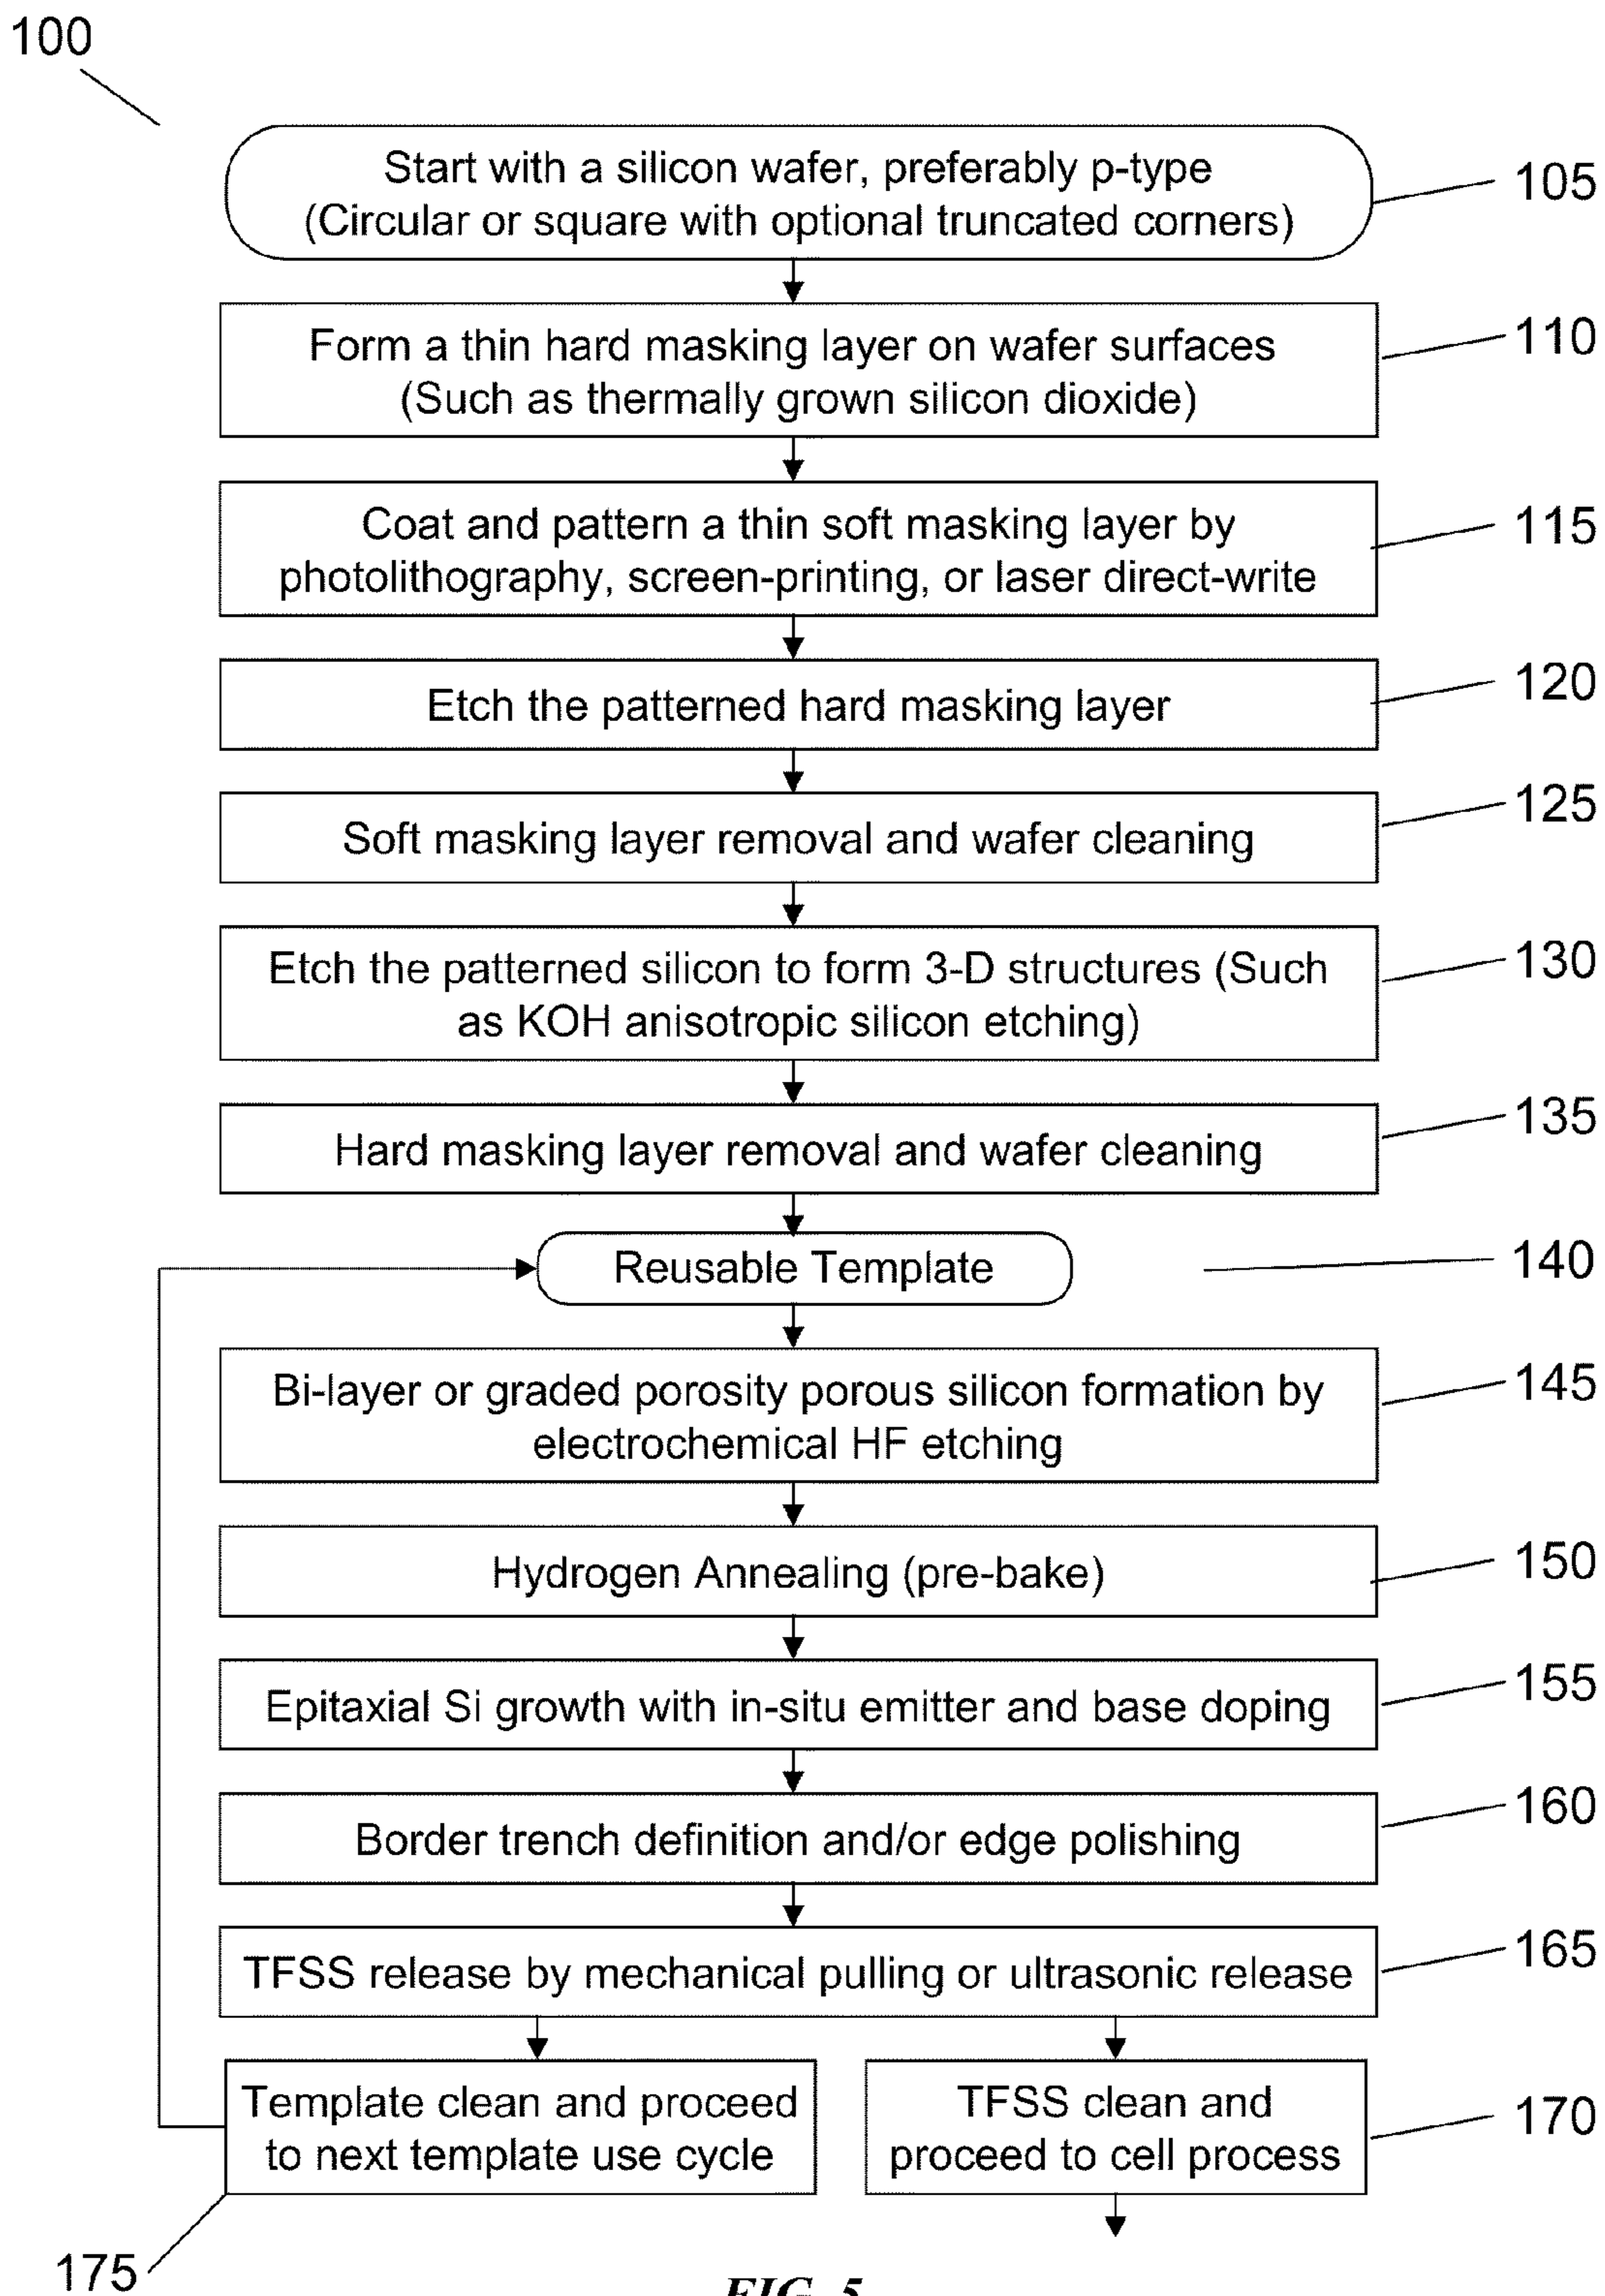 100
Start with a silicon wafer, preferably p-type
(Circular or square with optional truncated corners)
105
Form a thin hard masking layer on wafer surfaces
(Such as thermally grown silicon dioxide)
110
Coat and pattern a thin soft masking layer by
photolithography, screen-printing, or laser direct-write
115
Etch the patterned hard masking layer
120
Soft masking layer removal and wafer cleaning
125
Etch the patterned silicon to form 3-D structures (Such
as KOH anisotropic silicon etching)
130
Hard masking layer removal and wafer cleaning
135
Reusable Template
140
Bi-layer or graded porosity porous silicon formation by
electrochemical HF etching
145
Hydrogen Annealing (pre-bake)
150
Epitaxial Si growth with in-situ emitter and base doping
155
Border trench definition and/or edge polishing
160
TFSS release by mechanical pulling or ultrasonic release
165
Template clean and proceed
to next template use cycle
175
TFSS clean and
proceed to cell process
170
FIG. 5